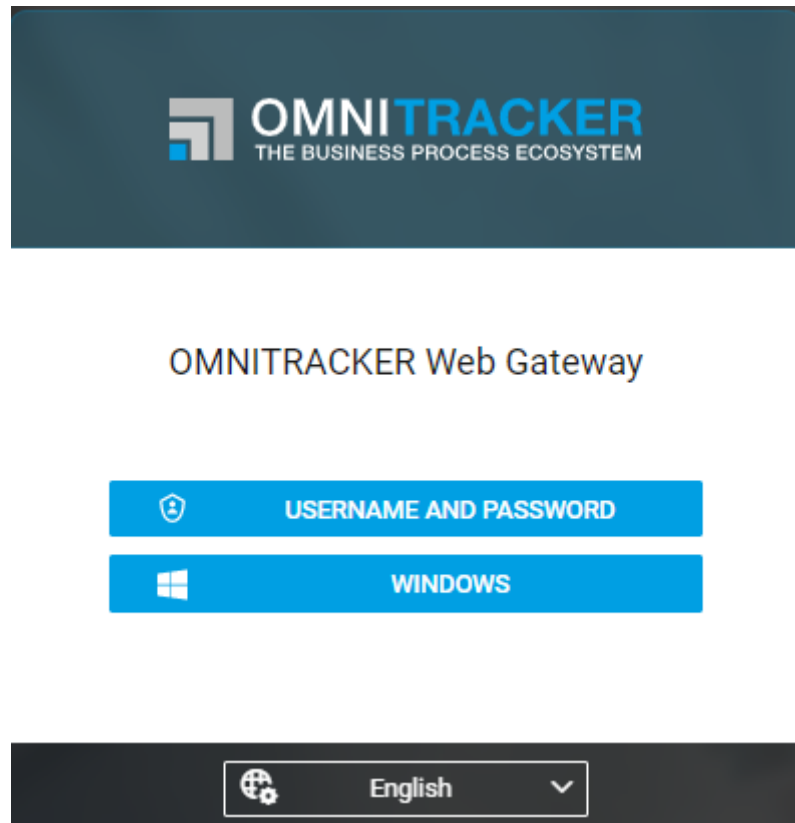 OMNITRACKER
THE BUSINESS PROCESS ECOSYSTEM
OMNITRACKER Web Gateway
USERNAME AND PASSWORD
WINDOWS
English